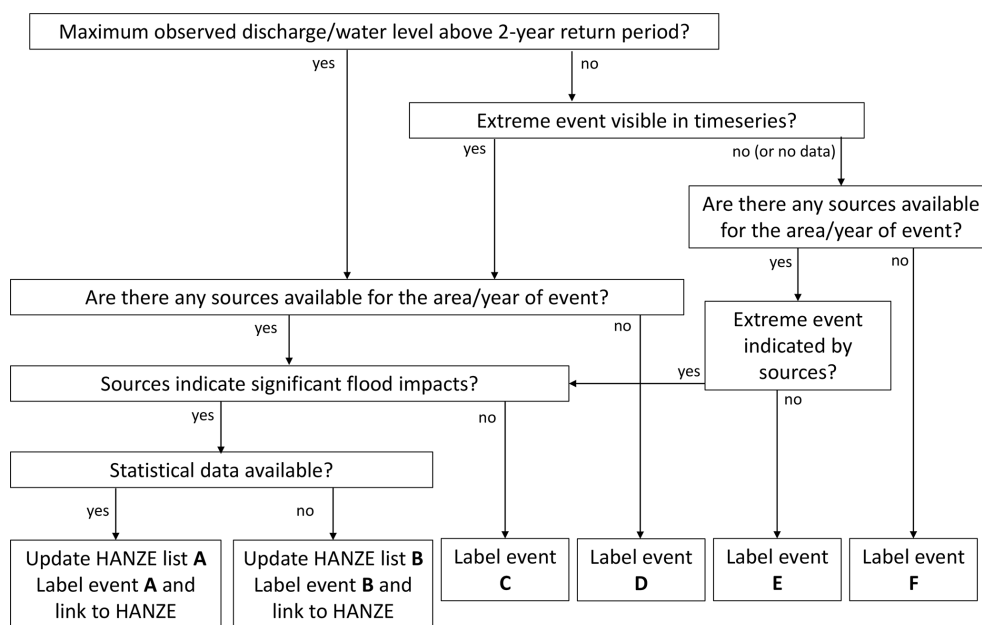 Maximum observed discharge/water level above 2-year return period?
yes
no
Extreme event visible in timeseries?
yes
no (or no data)
Are there any sources available
for the area/year of event?
yes
no
Are there any sources available for the area/year of event?
yes
no
Extreme event
indicated by
sources?
yes
no
Sources indicate significant flood impacts?
yes
no
Statistical data available?
yes
no
Update HANZE list A
Label event A and
link to HANZE
Update HANZE list B
Label event B and
link to HANZE
Label event
C
Label event
D
Label event
E
Label event
F